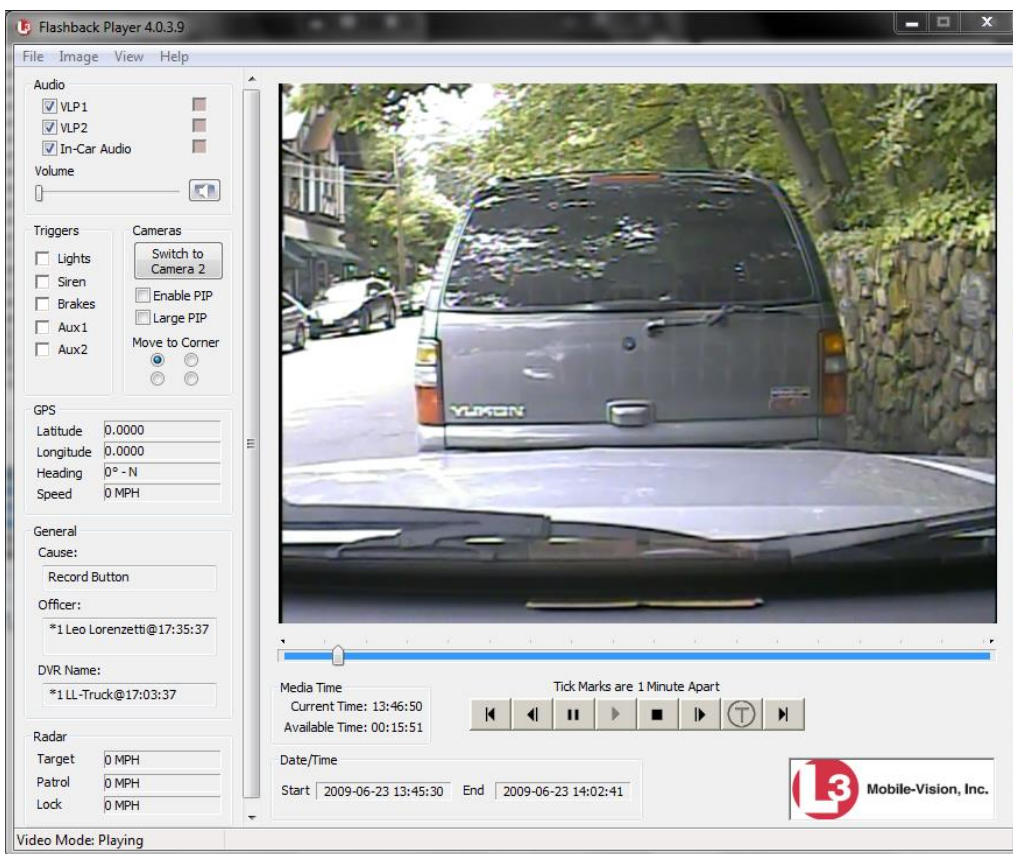 Flashback Player 4.0.3.9
File Image View Help
Audio
VLP1
VLP2
In-Car Audio
Volume
Triggers
Lights
Siren
Brakes
Aux1
Aux2
Cameras
Switch to
Camera 2
Enable PIP
Large PIP
Move to Corner
GPS
Latitude 0.0000
Longitude 0.0000
Heading 0° - N
Speed 0 MPH
General
Cause:
Record Button
Officer:
*1 Leo Lorenzetti@17:35:37
DVR Name:
*1 LL-Truck@17:03:37
Radar
Target 0 MPH
Patrol 0 MPH
Lock 0 MPH
Video Mode: Playing
YUKON
Media Time
Current Time: 13:46:50
Available Time: 00:15:51
Tick Marks are 1 Minute Apart
T
Date/Time
Start 2009-06-23 13:45:30 End 2009-06-23 14:02:41
L3 Mobile-Vision, Inc.